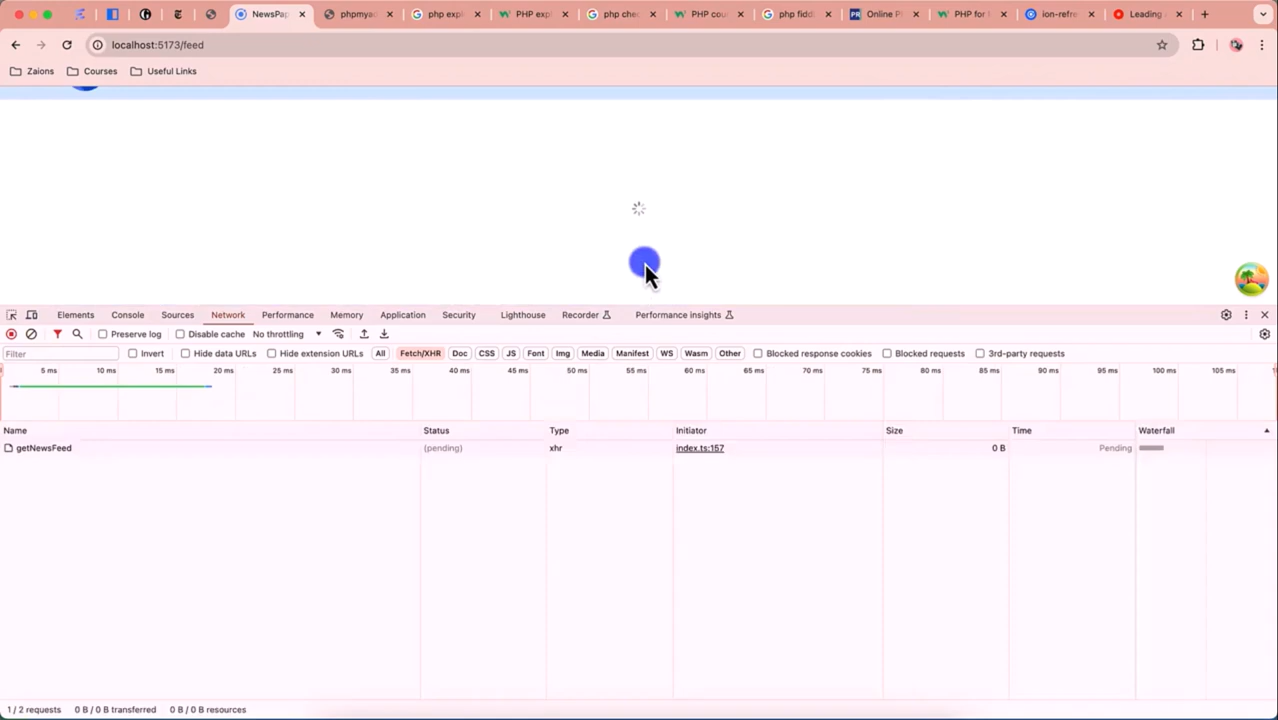 NewsPap
phpmya
php expl
PHP exp
php che
PHP cou
php fiddl
Online P
PHP for
ion-refre
Leading
localhost:5173/feed
Zaions
Courses
Useful Links
Elements
Console
Sources
Network
Performance
Memory
Application
Security
Lighthouse
Recorder
Performance insights
Preserve log
Disable cache
No throttling
Filter
Invert
Hide data URLs
Hide extension URLs
All
Fetch/XHR
Doc
CSS
JS
Font
Img
Media
Manifest
WS
Wasm
Other
Blocked response cookies
Blocked requests
3rd-party requests
5 ms
10 ms
15 ms
20 ms
25 ms
30 ms
35 ms
40 ms
45 ms
50 ms
55 ms
60 ms
65 ms
70 ms
75 ms
80 ms
85 ms
90 ms
95 ms
100 ms
105 ms
Name
Status
Type
Initiator
Size
Time
Waterfall
getNewsFeed
(pending)
xhr
index.ts:157
0 B
Pending
1 / 2 requests
0 B / 0 B transferred
0 B / 0 B resources